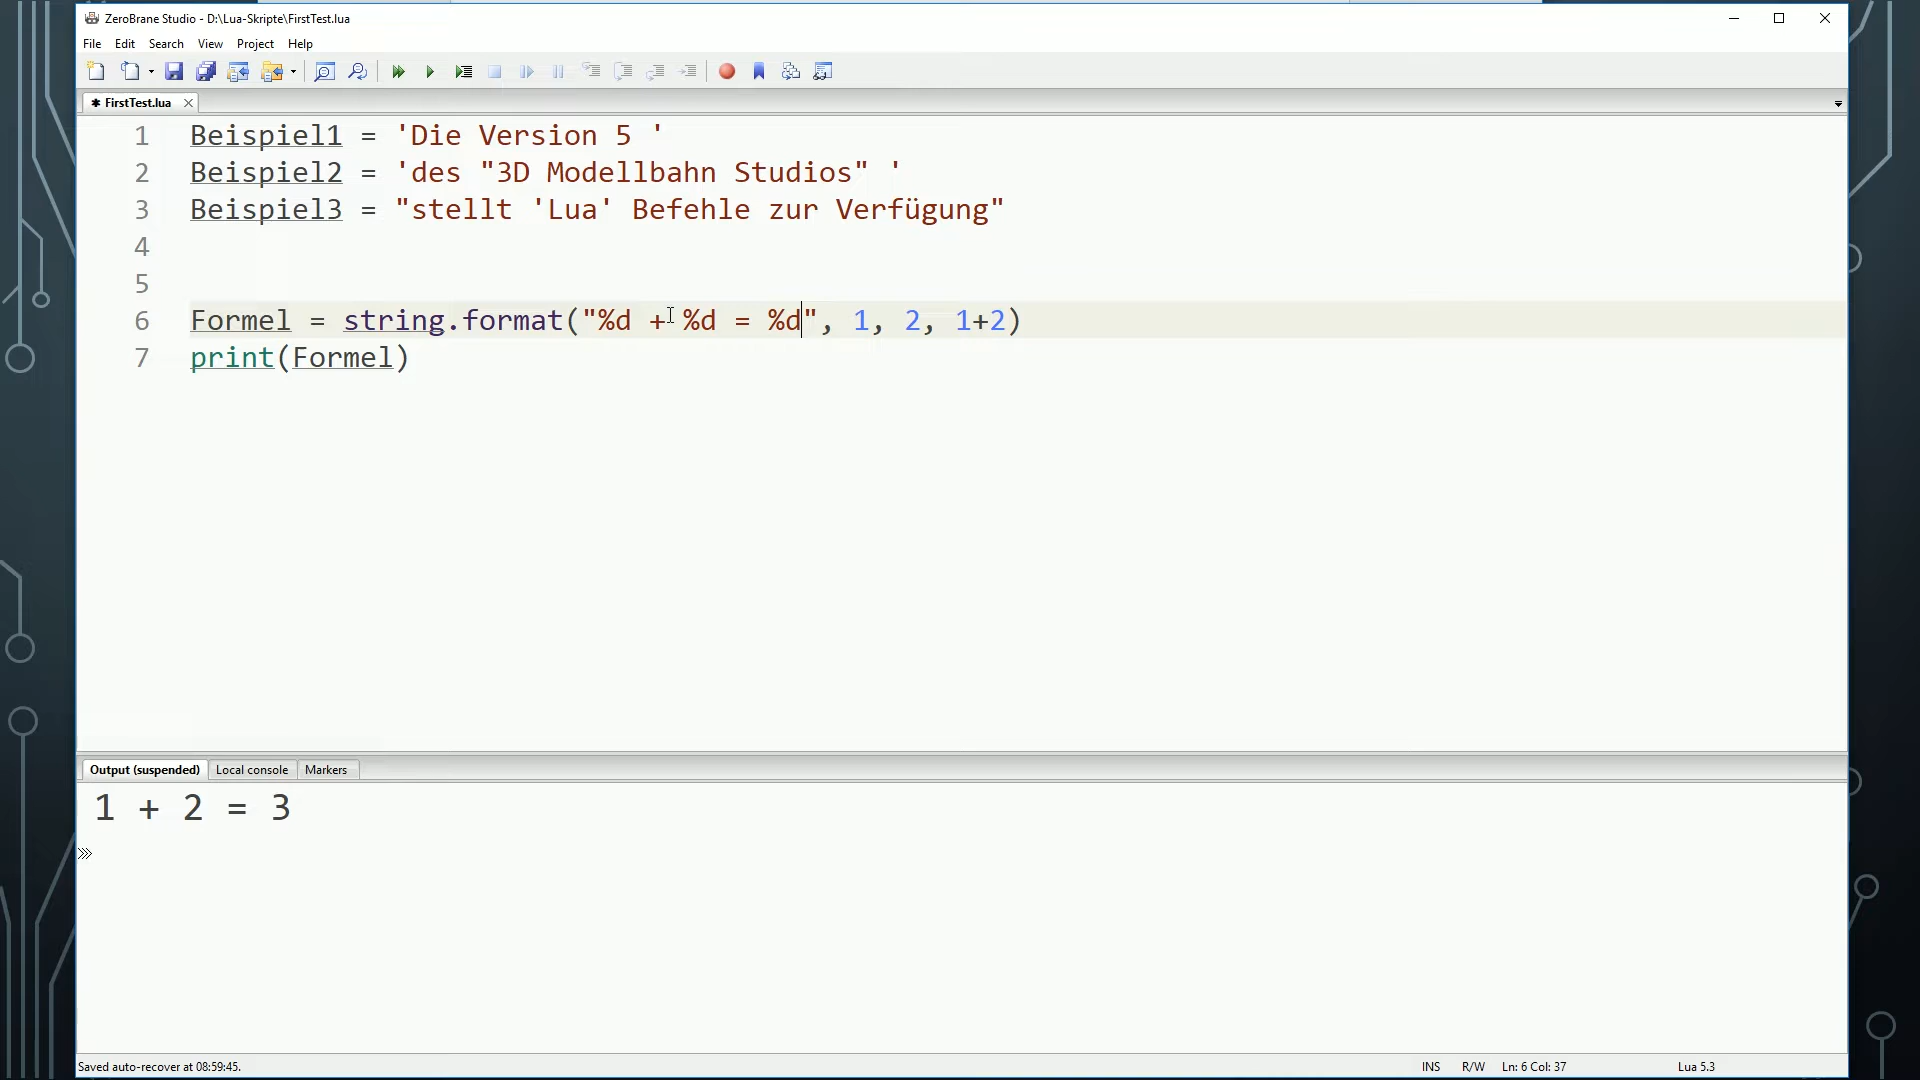 ZeroBrane Studio - D:\Lua-Skripte\FirstTest.lua
File Edit Search View Project Help
✱ FirstTest.lua
1 Beispiel1 = 'Die Version 5 '
2 Beispiel2 = 'des "3D Modellbahn Studios" '
3 Beispiel3 = "stellt 'Lua' Befehle zur Verfügung"
4
5
6 Formel = string.format("%d + %d = %d", 1, 2, 1+2)
7 print(Formel)
Output (suspended) Local console Markers
1 + 2 = 3
Saved auto-recover at 08:59:45. INS R/W Ln: 6 Col: 37 Lua 5.3